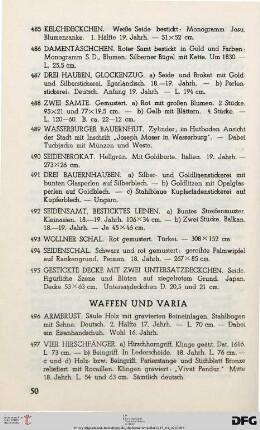 485 KELCHDECKCHEN. Weiße Seide bestickt: Monogramm Jesu.
Blumenranke. 1. Hälfte 19. Jahrh. — 51×52 cm.
486 DAMENTÄSCHCHEN. Roter Samt bestickt in Gold und Farben:
Monogramm S D., Blumen. Silberner Bügel mit Kette. Um 1830 —
L. 23,5 cm.
487 DREI HAUBEN, GLOCKENZUG. a) Seide und Brokat mit Gold-
und Silberstickerei. Egerländisch. 18.—19. Jahrh. — b) Perlen-
stickerei. Deutsch. Anfang 19. Jahrh. — L. 194 cm.
488 ZWEI SAMTE. Gemustert. a) Rot mit großen Blumen. 2 Stücke.
95×21 und 77×19,5 cm. — b) Gelb mit Blättern. 4 Stücke. —
L. 120—60. B. ca. 22—12 cm.
489 WASSERBURGER BAUERNHUT. Zylinder, im Hutboden Ansicht
der Stadt mit Inschrift „Joseph Moser in Wasserburg". — Dabei
Tuchjacke mit Münzen und Weste.
490 SEIDENBROKAT. Hellgrün. Mit Goldborte. Italien. 19. Jahrh. —
273×26 cm.
491 DREI BAUERNHAUBEN. a) Silber- und Goldlitzenstickerei mit
bunten Glasperlen auf Silberblech. — b) Goldlitzen mit Opalglas-
perlen auf Goldblech. — c) Stahlblaue Kupferfadenstickerei auf
Kupferblech. — Ungarn.
492 SEIDENSAMT, BESTICKTES LEINEN. a) Buntes Streifenmuster.
Kleinasien. 18.—19. Jahrh. 106×34 cm. — b) Zwei Stücke. Balkan.
18.—19. Jahrh. — Je 45×46 cm.
493 WOLLNER SCHAL. Rot gemustert. Türkei. — 308×132 cm
494 SEIDENSCHAL. Schwarz und rot gemustert: gereihte Palmwipfel
auf Rankengrund. Persien. 18. Jahrh. — 267×85 cm.
495 GESTICKTE DECKE MIT ZWEI UNTERSATZDECKCHEN. Seide.
Figürliche Szene und Blüten auf siegelrotem Grund. Japan.
Decke 53×63 cm. Untersatzdeckchen D. 20,5 und 21 cm.
WAFFEN UND VARIA
496 ARMBRUST. Säule Holz mit gravierten Beineinlagen. Stahlbogen
mit Sehne. Deutsch. 2. Hälfte 17. Jahrh. — L. 70 cm. — Dabei
ein Eisenhandschuh. Wohl 16. Jahrh.
497 VIER HIRSCHFÄNGER. a) Hirschhorngriff. Klinge geätzt. Dat. 1616.
L. 73 cm. — b) Beingriff. In Lederscheide. 18. Jahrh. L. 76 cm. —
c und d) Holz- bzw. Beingriff. Parierstange und Stichblatt Bronze
reliefiert mit Rocaillen. Klingen graviert: „Vivat Pandur." Mitte
18. Jahrh. L. 54 und 63 cm. Sämtlich deutsch.
50
DFG